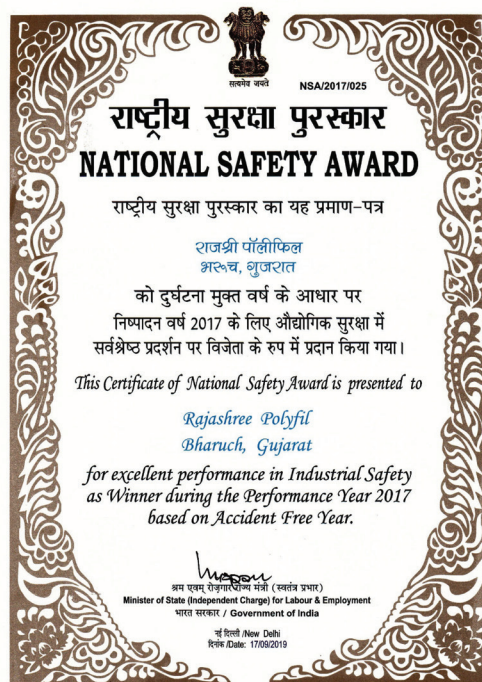 सत्यमेव जयते
NSA/2017/025
राष्ट्रीय सुरक्षा पुरस्कार
NATIONAL SAFETY AWARD
राष्ट्रीय सुरक्षा पुरस्कार का यह प्रमाण-पत्र
राजश्री पॉलीफिल
भरूच, गुजरात
को दुर्घटना मुक्त वर्ष के आधार पर
निष्पादन वर्ष 2017 के लिए औद्योगिक सुरक्षा में
सर्वश्रेष्ठ प्रदर्शन पर विजेता के रुप में प्रदान किया गया।
This Certificate of National Safety Award is presented to
Rajashree Polyfil
Bharuch, Gujarat
for excellent performance in Industrial Safety
as Winner during the Performance Year 2017
based on Accident Free Year.
श्रम एवम् रोज़गार राज्य मंत्री (स्वतंत्र प्रभार)
Minister of State (Independent Charge) for Labour & Employment
भारत सरकार / Government of India
नई दिल्ली /New Delhi
दिनांक /Date: 17/09/2019